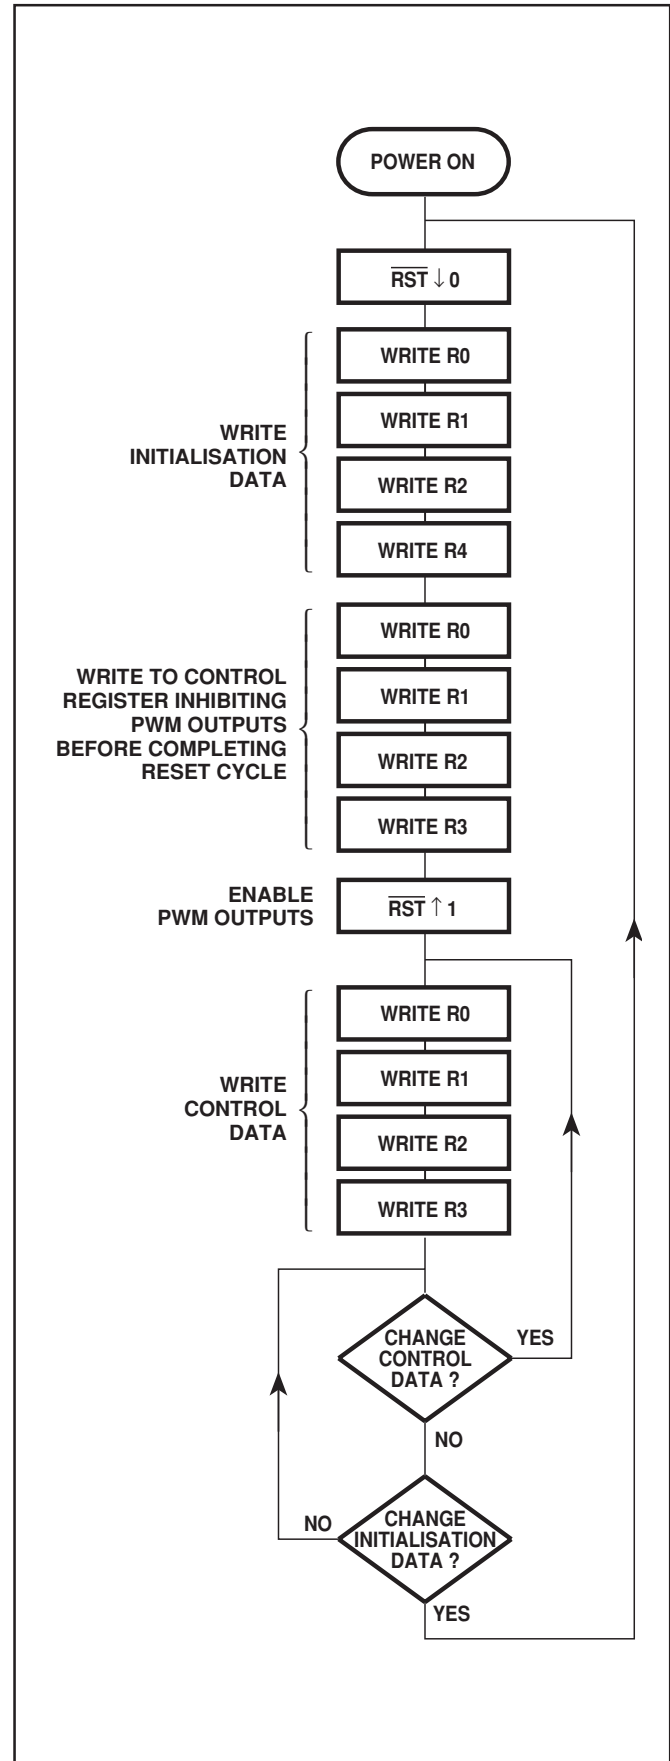 POWER ON
RST ↓ 0
WRITE
INITIALISATION
DATA
WRITE R0
WRITE R1
WRITE R2
WRITE R4
WRITE TO CONTROL
REGISTER INHIBITING
PWM OUTPUTS
BEFORE COMPLETING
RESET CYCLE
WRITE R0
WRITE R1
WRITE R2
WRITE R3
ENABLE
PWM OUTPUTS
RST ↑ 1
WRITE
CONTROL
DATA
WRITE R0
WRITE R1
WRITE R2
WRITE R3
CHANGE
CONTROL
DATA ?
YES
NO
CHANGE
INITIALISATION
DATA ?
NO
YES